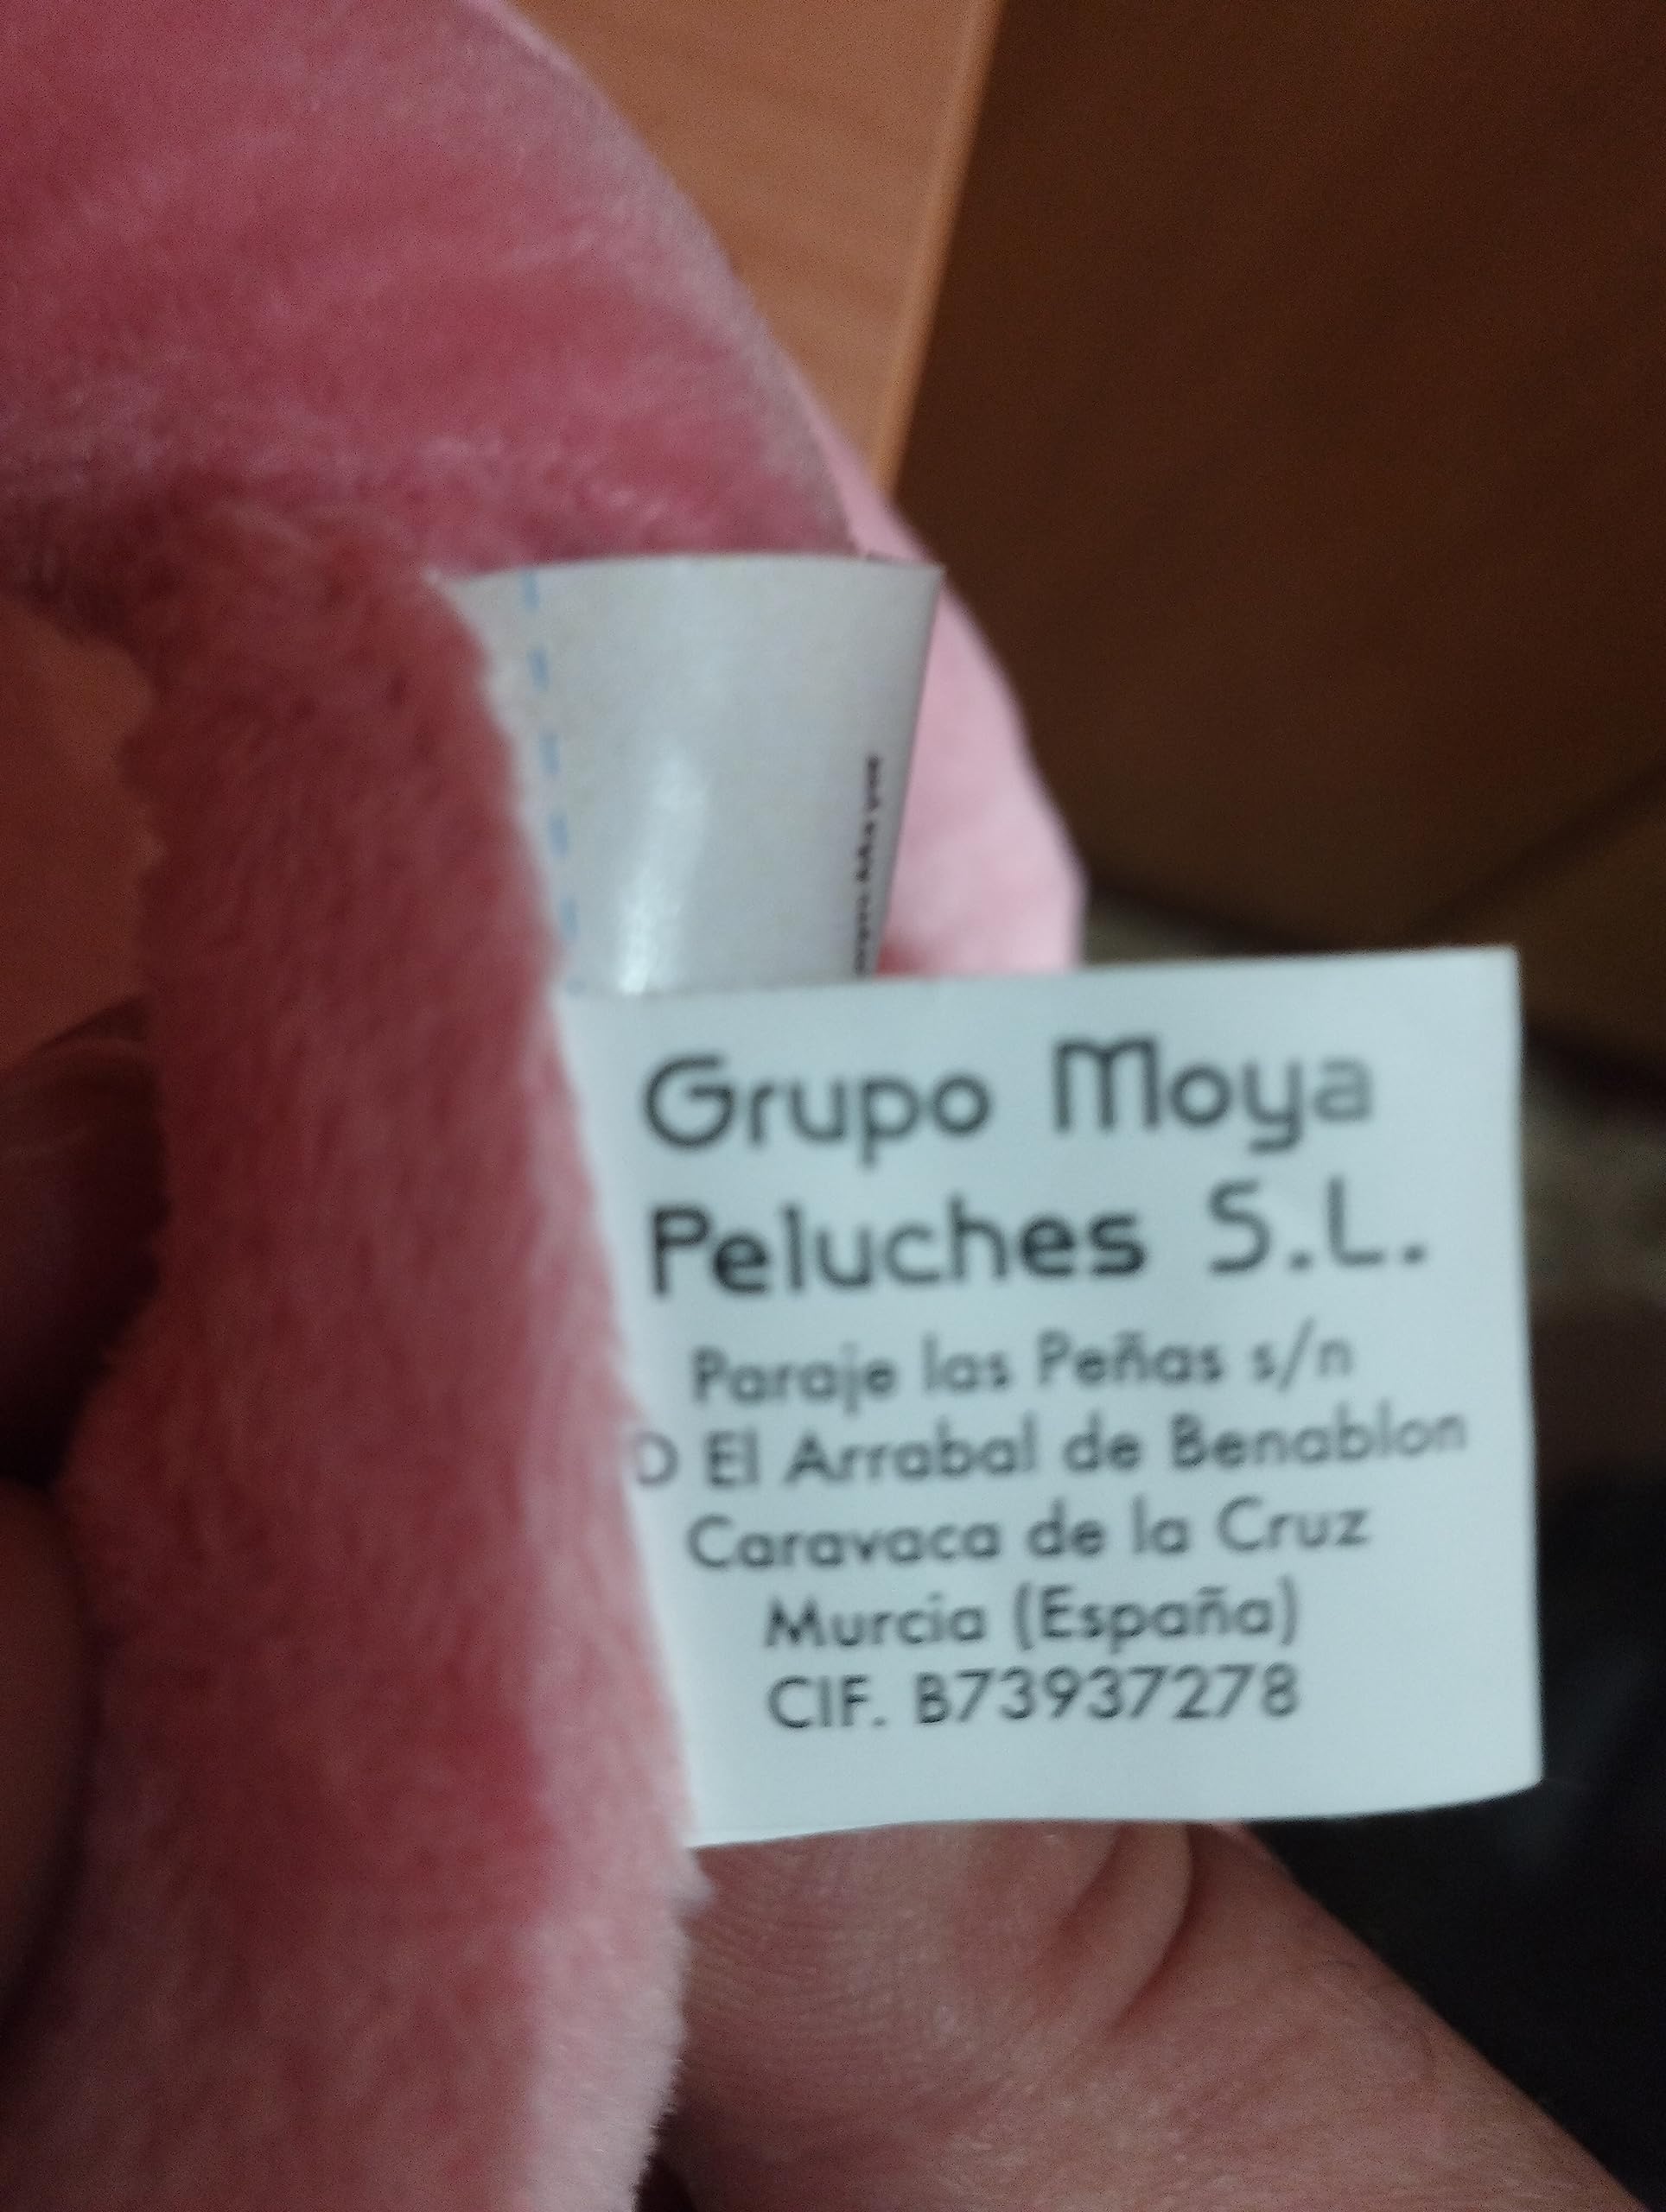 Grupo Moya
Peluches S.L.
Paraje las Peñas s/n
El Arrabal de Benablon
Caravaca de la Cruz
Murcia (España)
CIF. B73937278